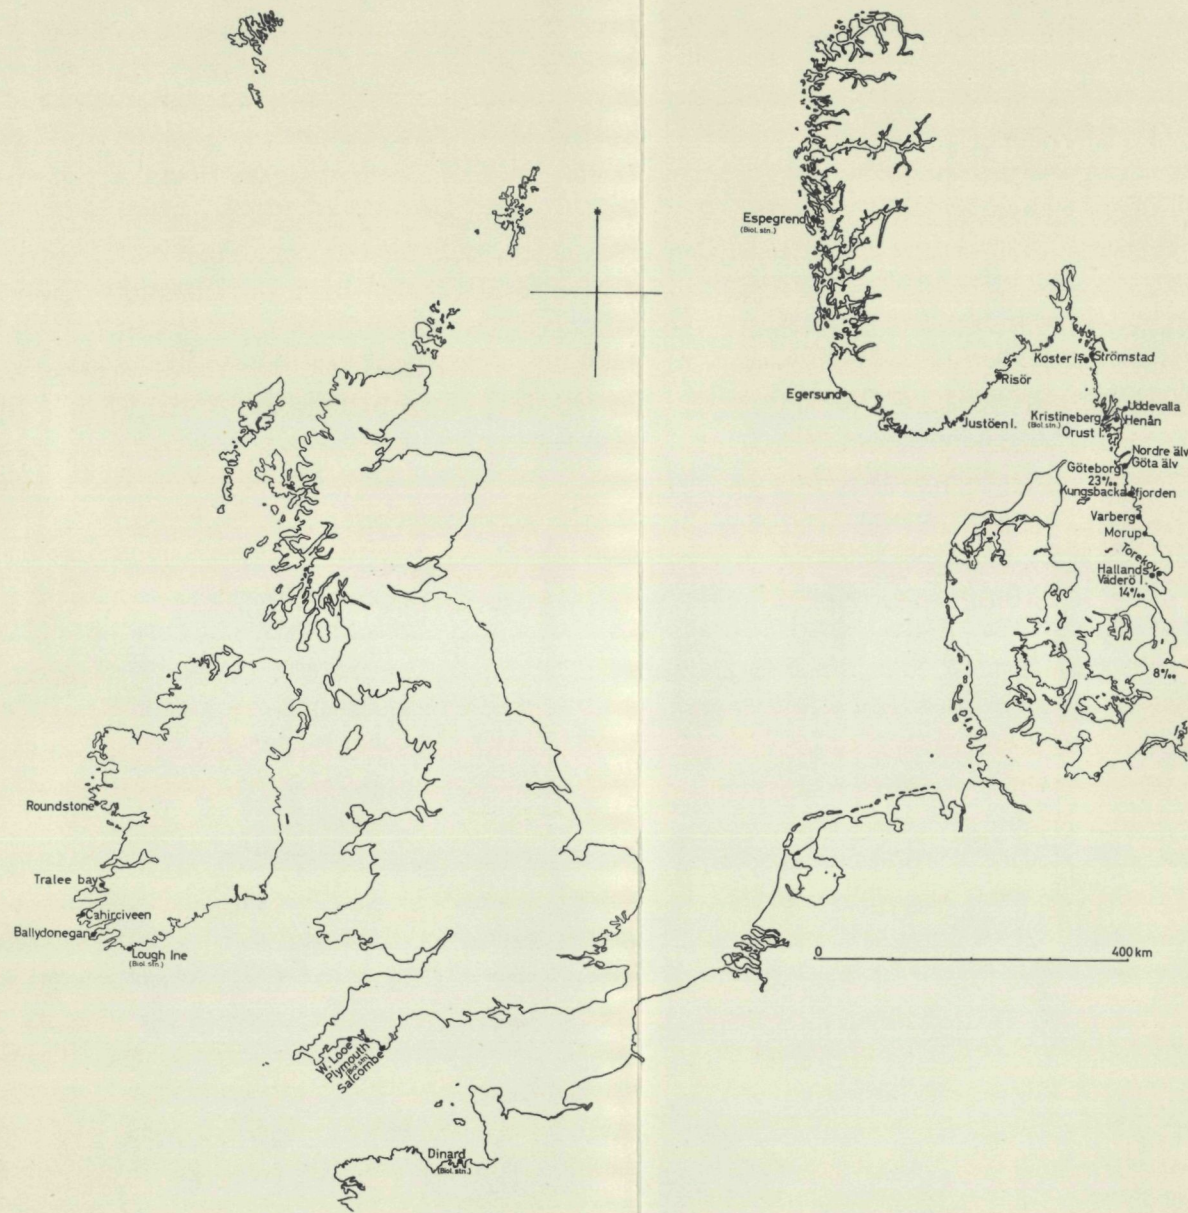 Espegrend
(Biol. stn.)
Koster Is. Strömstad
Risör
Egersund
Uddevalla
Kristineberg
(Biol. stn.)
Henån
Justöen I.
Orust I.
Nordre älv
Göteborg
Göta älv
23‰
Kungsbackafjorden
Varberg
Morup
Torekov
Hallands
Väderö I.
14‰
8‰
Roundstone
Tralee bay
Cahirciveen
Ballydonegan
Lough Ine
(Biol. stn.)
0 400 km
W. Looe
Plymouth
(Biol. stn.)
Salcombe
Dinard
(Biol. stn.)